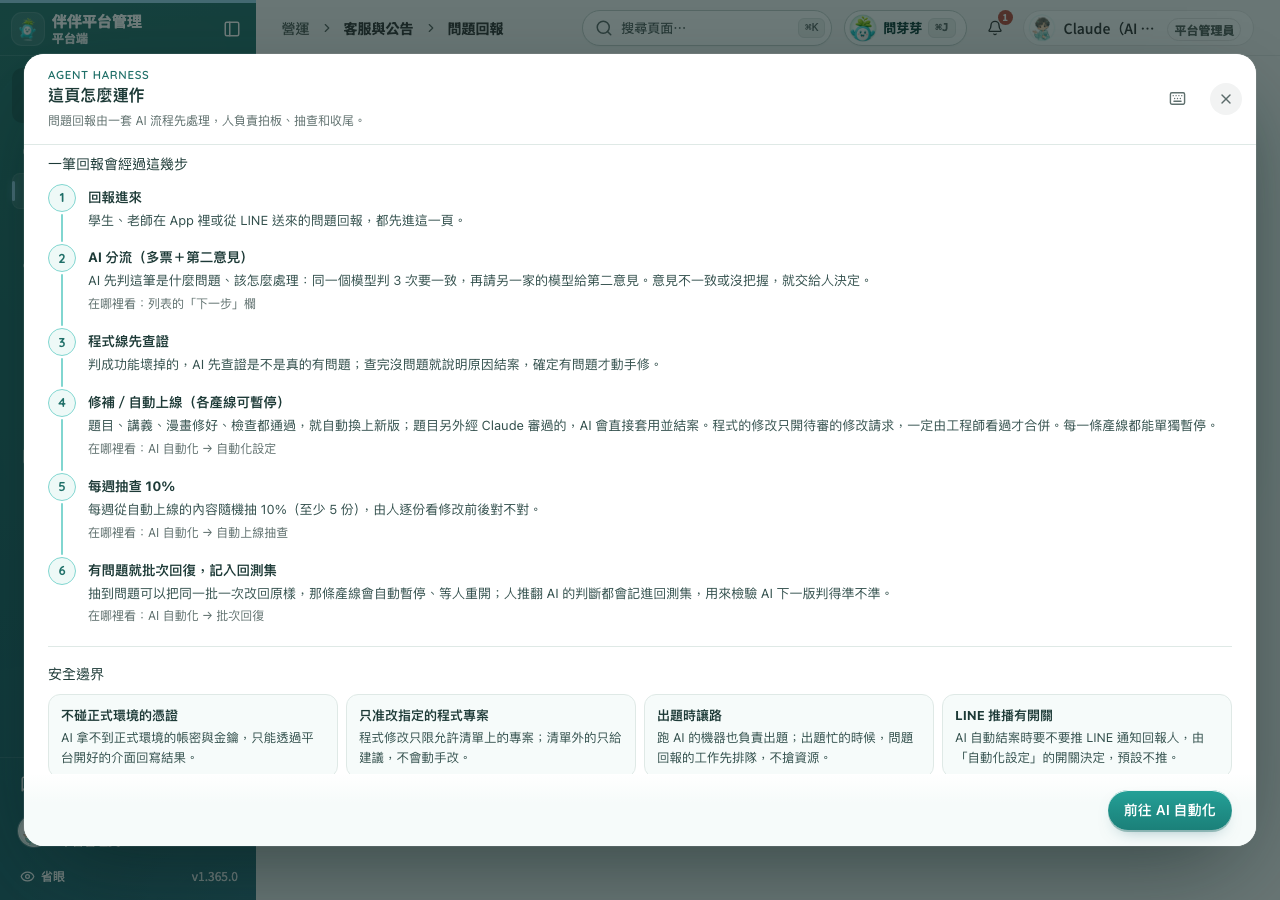 伴伴平台管理
平台端
營運 > 客服與公告 > 問題回報
搜尋頁面⋯ ⌘K
問芽芽 ⌘J
1
Claude（AI ⋯ 平台管理員
AGENT HARNESS
這頁怎麼運作
問題回報由一套 AI 流程先處理，人負責拍板、抽查和收尾。
一筆回報會經過這幾步
1 回報進來
學生、老師在 App 裡或從 LINE 送來的問題回報，都先進這一頁。
2 AI 分流（多票＋第二意見）
AI 先判這筆是什麼問題、該怎麼處理：同一個模型判 3 次要一致，再請另一家的模型給第二意見。意見不一致或沒把握，就交給人決定。
在哪裡看：列表的「下一步」欄
3 程式線先查證
判成功能壞掉的，AI 先查證是不是真的有問題；查完沒問題就說明原因結案，確定有問題才動手修。
4 修補 / 自動上線（各產線可暫停）
題目、講義、漫畫修好、檢查都通過，就自動換上新版；題目另外經 Claude 審過的，AI 會直接套用並結案。程式的修改只開待審的修改請求，一定由工程師看過才合併。每一條產線都能單獨暫停。
在哪裡看：AI 自動化 → 自動化設定
5 每週抽查 10%
每週從自動上線的內容隨機抽 10%（至少 5 份），由人逐份看修改前後對不對。
在哪裡看：AI 自動化 → 自動上線抽查
6 有問題就批次回復，記入回測集
抽到問題可以把同一批一次改回原樣，那條產線會自動暫停、等人重開；人推翻 AI 的判斷都會記進回測集，用來檢驗 AI 下一版判得準不準。
在哪裡看：AI 自動化 → 批次回復
安全邊界
不碰正式環境的憑證
AI 拿不到正式環境的帳密與金鑰，只能透過平
台開好的介面回寫結果。
只准改指定的程式專案
程式修改只限允許清單上的專案；清單外的只給
建議，不會動手改。
出題時讓路
跑 AI 的機器也負責出題；出題忙的時候，問題
回報的工作先排隊，不搶資源。
LINE 推播有開關
AI 自動結案時要不要推 LINE 通知回報人，由
「自動化設定」的開關決定，預設不推。
前往 AI 自動化
省眼 v1.365.0